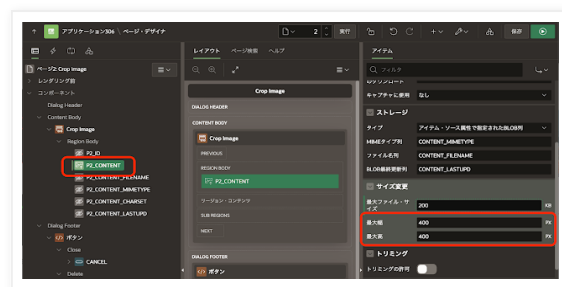 アプリケーション306 \ ページ・デザイナ
2
実行
保存
レイアウト ページ検索 ヘルプ
アイテム
ページ2: Crop Image
レンダリング前
コンポーネント
Dialog Header
Content Body
Crop Image
Region Body
P2_ID
P2_CONTENT
P2_CONTENT_FILENAME
P2_CONTENT_MIMETYPE
P2_CONTENT_CHARSET
P2_CONTENT_LASTUPD
Dialog Footer
ボタン
Close
CANCEL
Delete
Crop Image
DIALOG HEADER
CONTENT BODY
Crop Image
PREVIOUS
REGION BODY
P2_CONTENT
リージョン・コンテンツ
SUB REGIONS
NEXT
DIALOG FOOTER
ボタン
フィルタ
キャプチャに使用 なし
ストレージ
タイプ アイテム・ソース属性で指定されたBLOB列
MIMEタイプ列 CONTENT_MIMETYPE
ファイル名列 CONTENT_FILENAME
BLOB最終更新列 CONTENT_LASTUPD
サイズ変更
最大ファイル・サイズ 200 KB
最大幅 400 PX
最大高 400 PX
トリミング
トリミングの許可